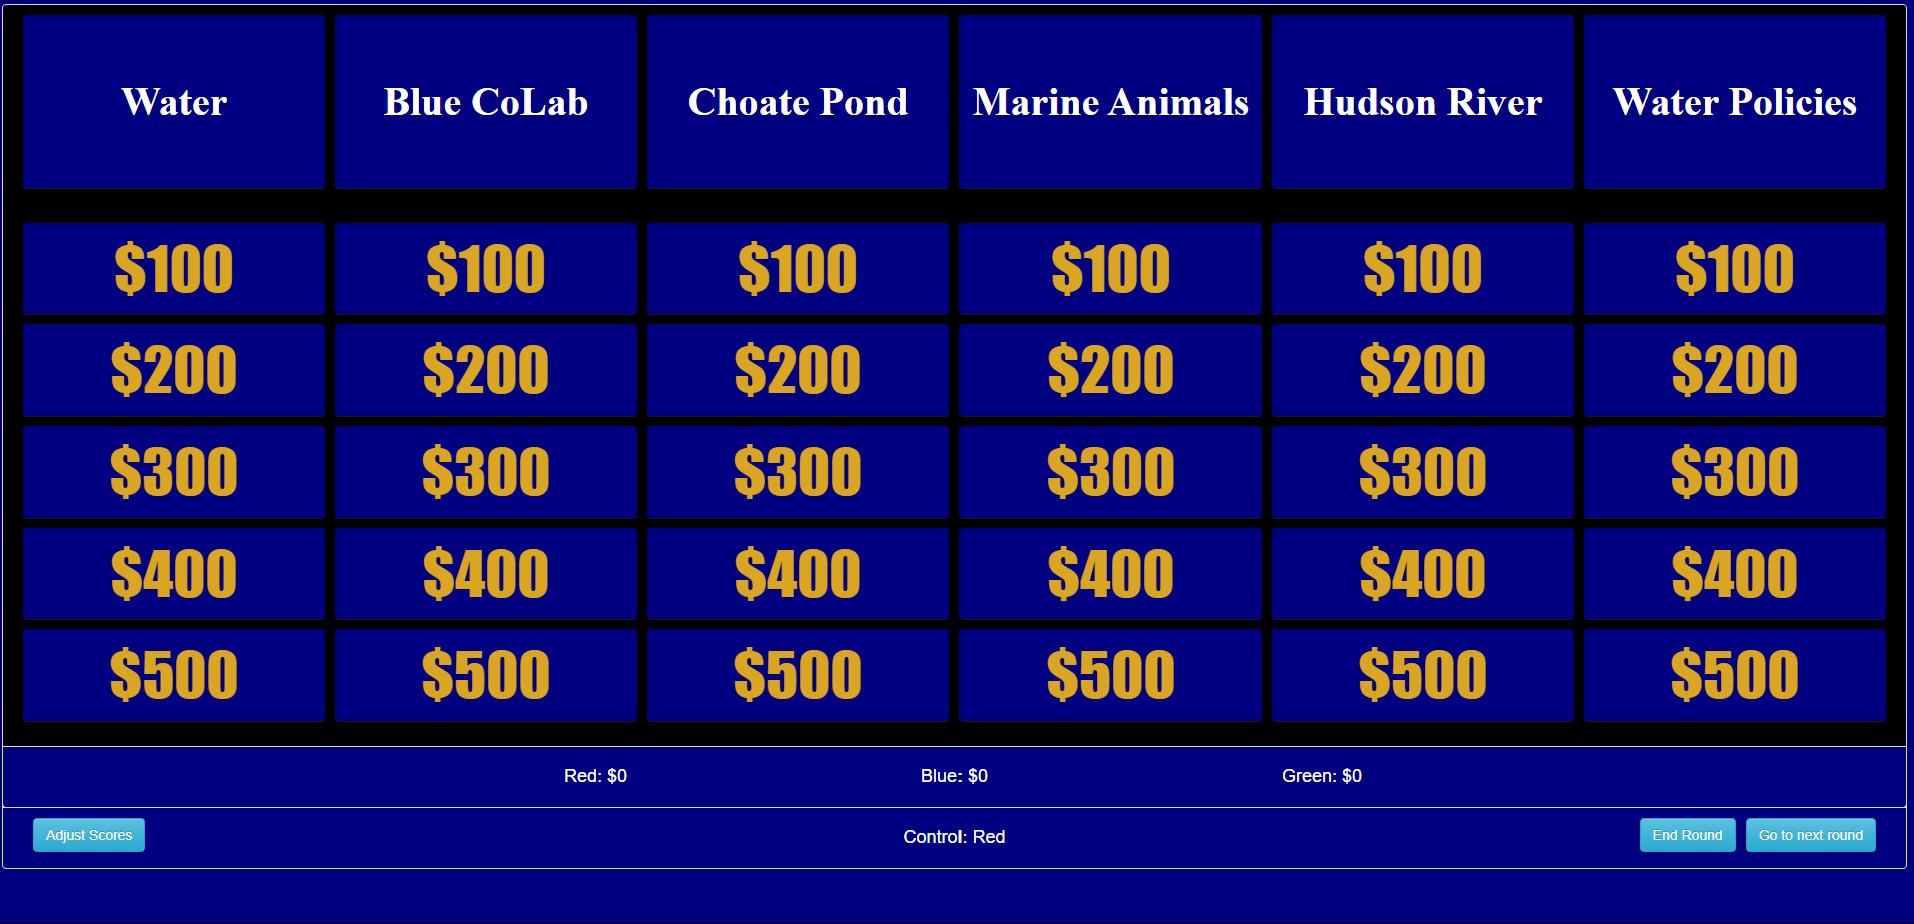 Water Blue CoLab Choate Pond Marine Animals Hudson River Water Policies
$100 $100 $100 $100 $100 $100
$200 $200 $200 $200 $200 $200
$300 $300 $300 $300 $300 $300
$400 $400 $400 $400 $400 $400
$500 $500 $500 $500 $500 $500
Red: $0 Blue: $0 Green: $0
Adjust Scores Control: Red End Round Go to next round